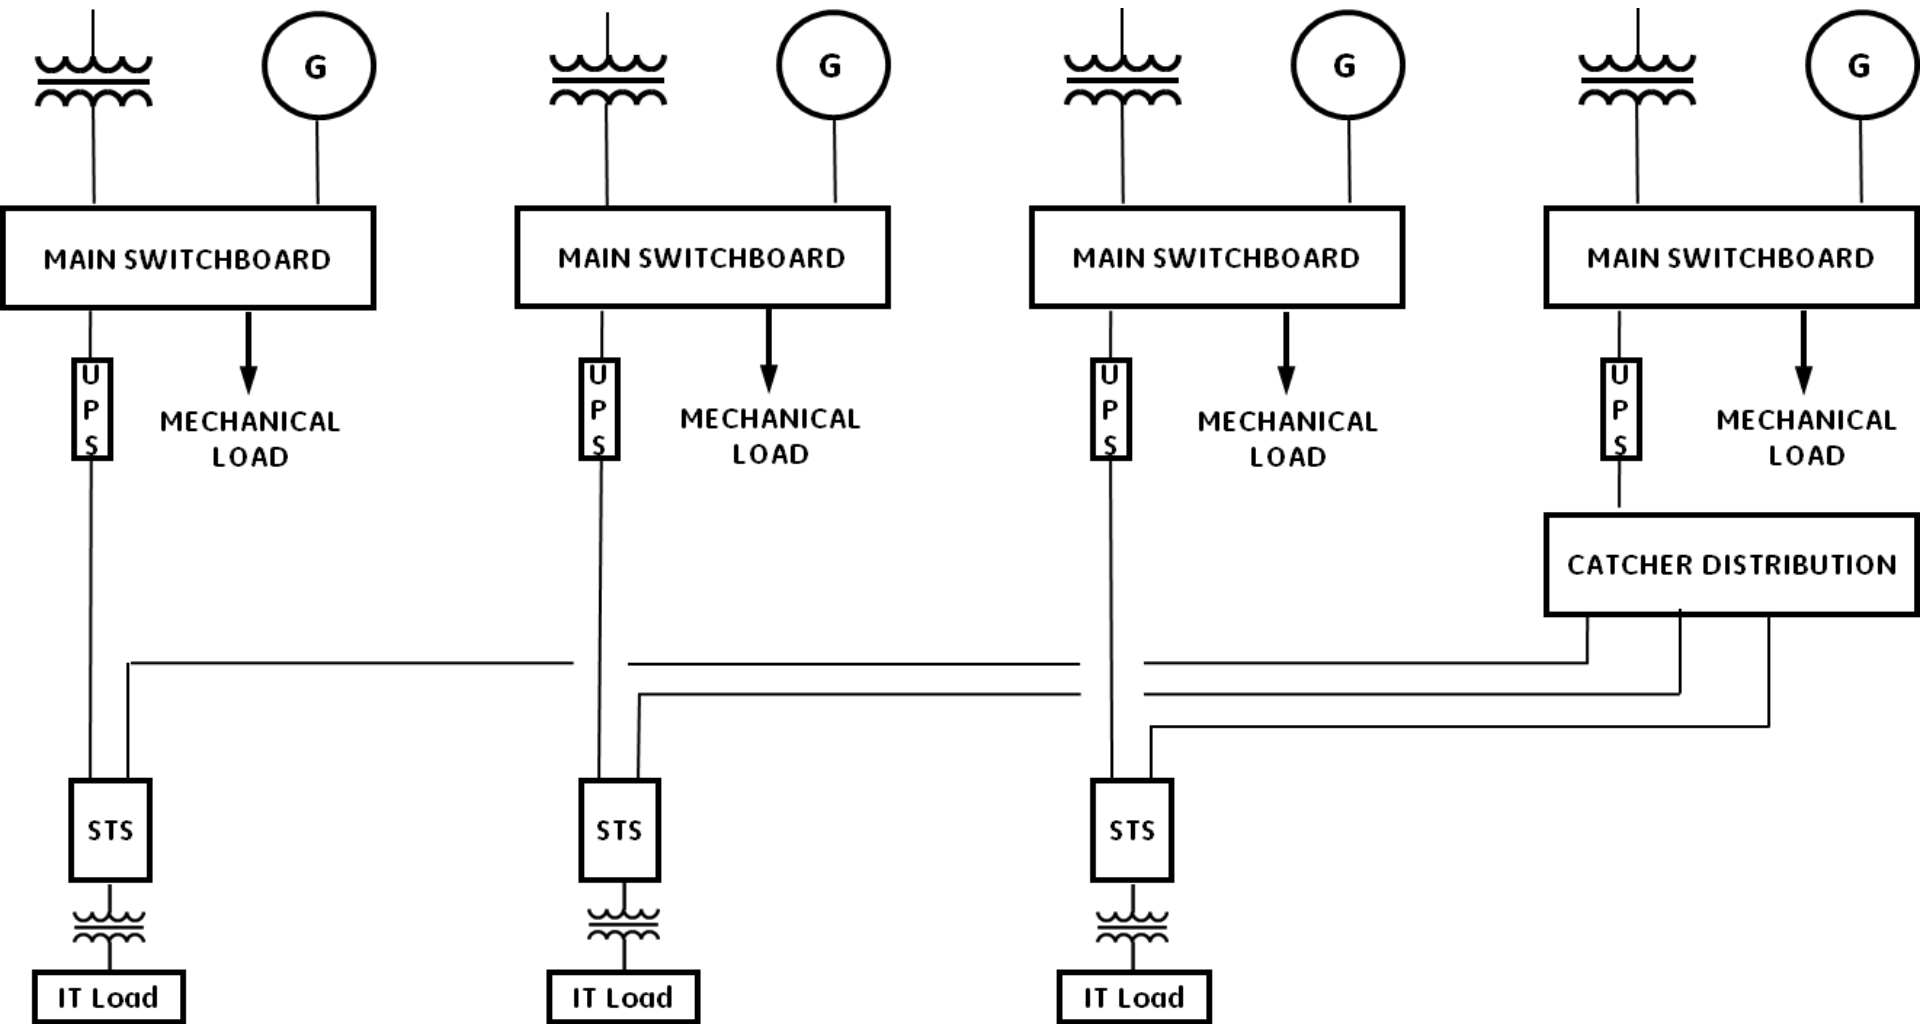 G
G
G
G
MAIN SWITCHBOARD
MAIN SWITCHBOARD
MAIN SWITCHBOARD
MAIN SWITCHBOARD
U
P
S
MECHANICAL
LOAD
U
P
S
MECHANICAL
LOAD
U
P
S
MECHANICAL
LOAD
U
P
S
MECHANICAL
LOAD
CATCHER DISTRIBUTION
STS
STS
STS
IT Load
IT Load
IT Load